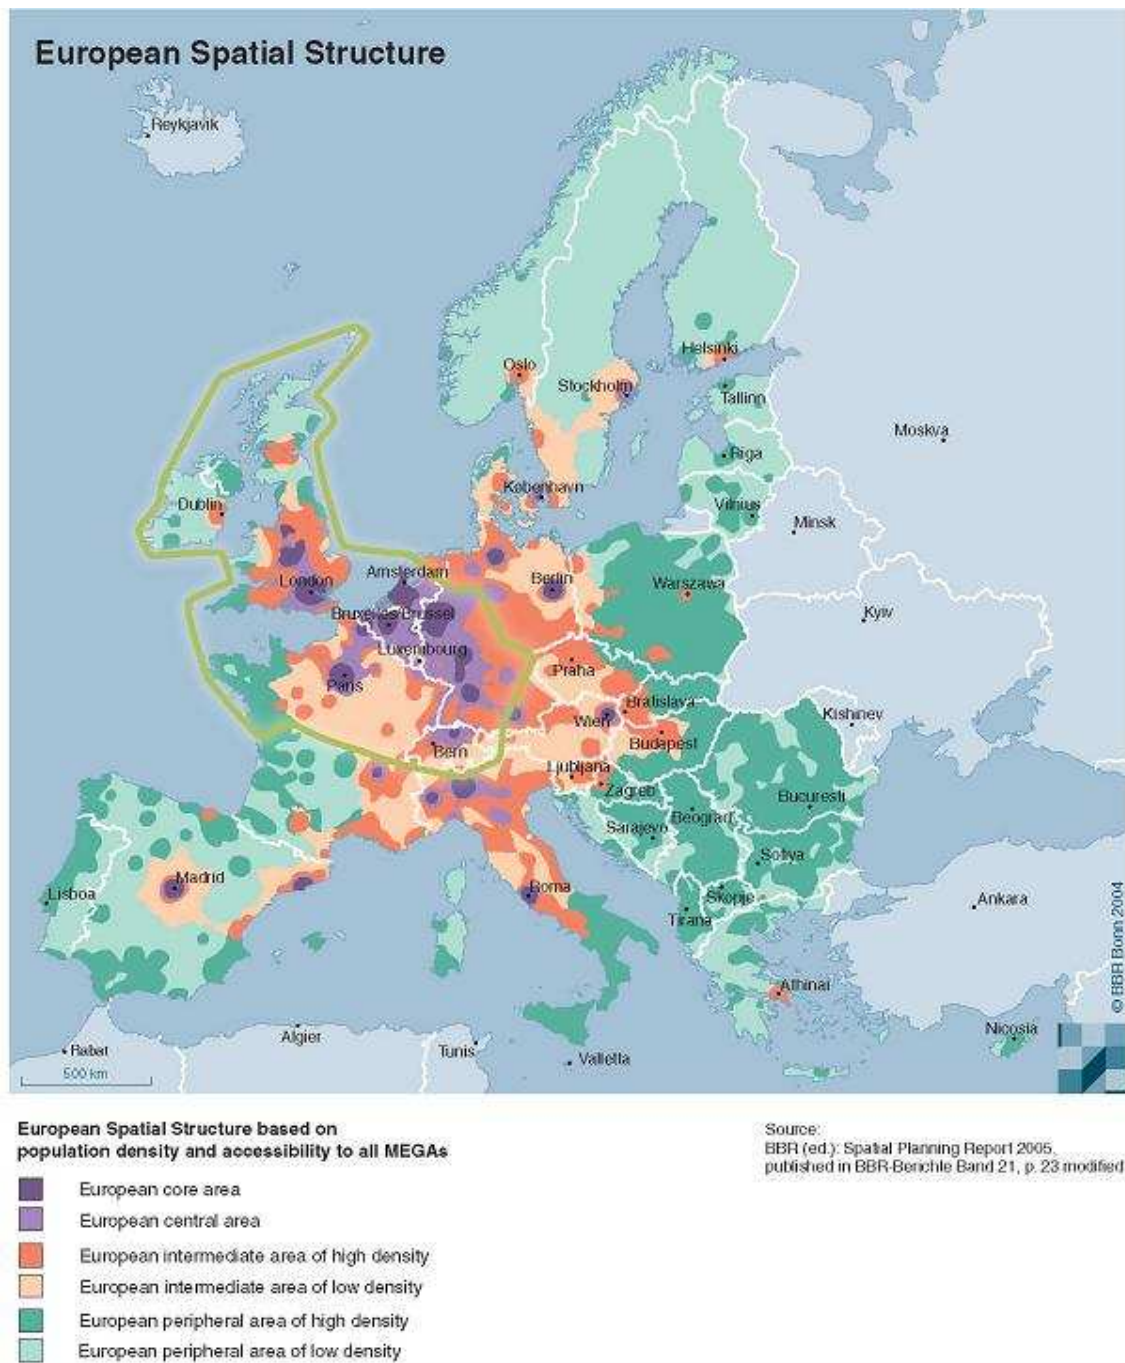 European Spatial Structure
Reykjavik
Helsinki
Oslo
Stockholm
Tallinn
Moskva
Riga
København
Dublin
Vilnius
Minsk
Amsterdam
London
Berlin
Warszawa
Bruxelles/Brussel
Kyiv
Luxembourg
Praha
Paris
Bratislava
Wien
Kishinev
Bern
Budapest
Ljubljana
Zagreb
Bucuresti
Beograd
Sarajevo
Sofiya
Madrid
Roma
Lisboa
Skopje
Ankara
Tirana
Athinai
Nicosia
Algier
Rabat
Tunis
Valletta
500 km
© BBR Bonn 2004
European Spatial Structure based on
population density and accessibility to all MEGAs
European core area
European central area
European intermediate area of high density
European intermediate area of low density
European peripheral area of high density
European peripheral area of low density
Source:
BBR (ed.): Spatial Planning Report 2005,
published in BBR-Berichte Band 21, p. 23 modified